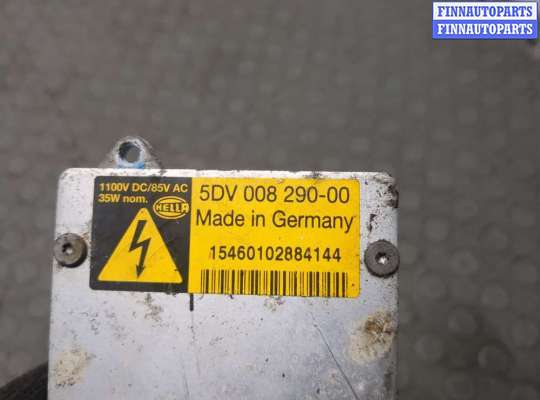 FINNAUTOPARTS
FINNAUTOPARTS
1100V DC/85V AC
35W nom.
HELLA
5DV 008 290-00
Made in Germany
15460102884144